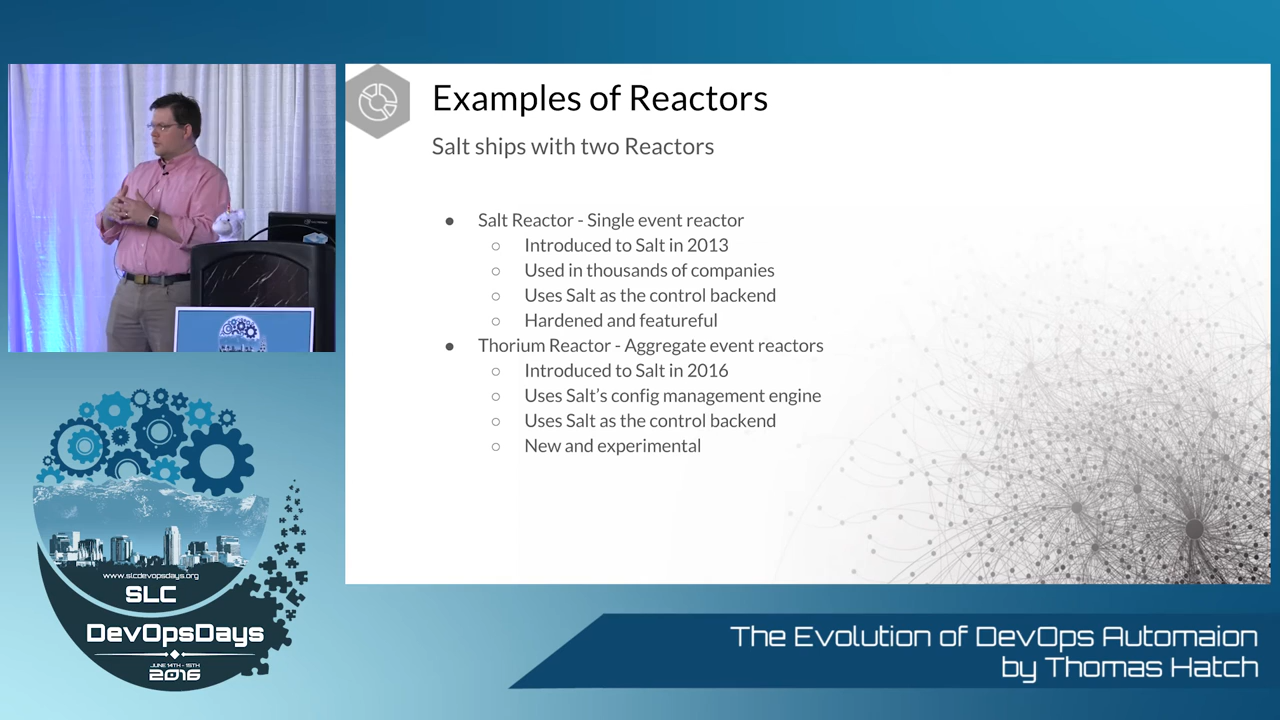 Examples of Reactors
Salt ships with two Reactors
● Salt Reactor - Single event reactor
○ Introduced to Salt in 2013
○ Used in thousands of companies
○ Uses Salt as the control backend
○ Hardened and featureful
● Thorium Reactor - Aggregate event reactors
○ Introduced to Salt in 2016
○ Uses Salt’s config management engine
○ Uses Salt as the control backend
○ New and experimental
www.slcdevopsdays.org
SLC
DevOpsDays
JUNE 14TH - 15TH
2016
The Evolution of DevOps Automaion
by Thomas Hatch